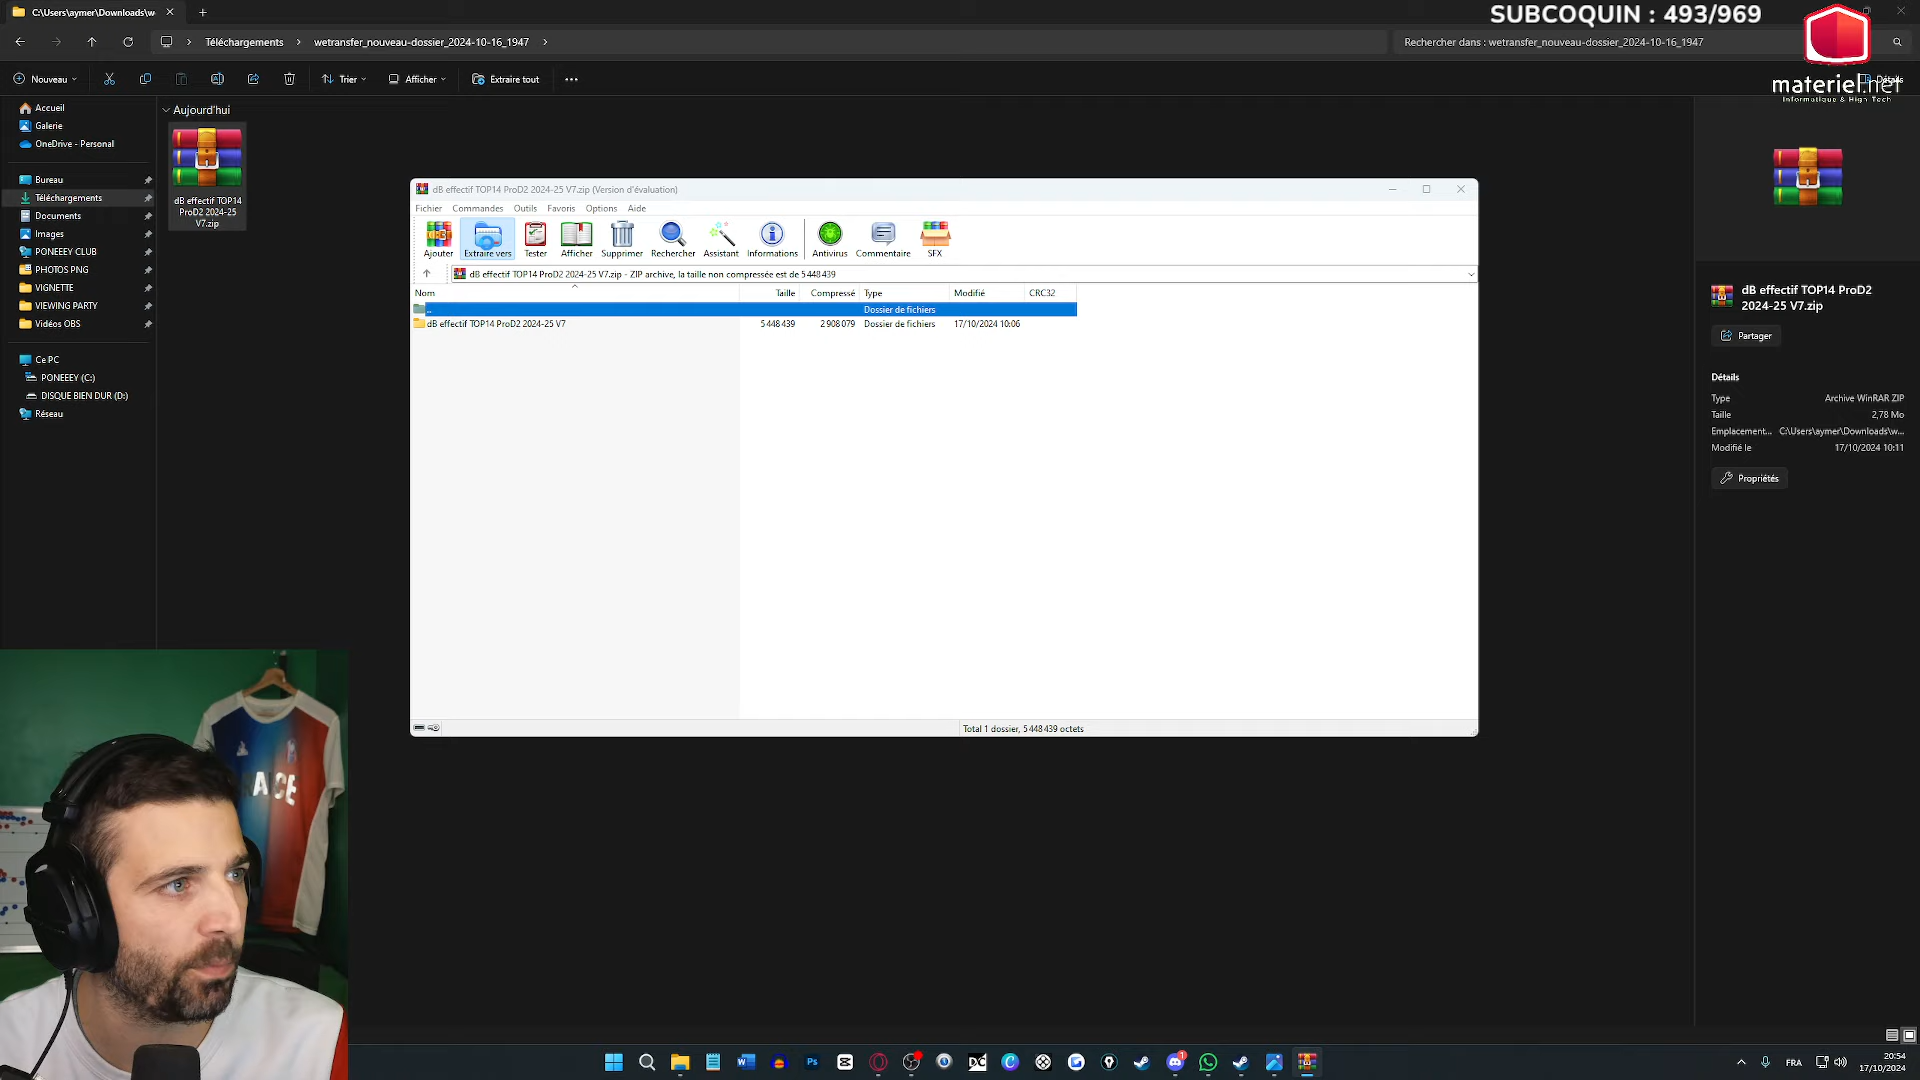 C:\Users\aymer\Downloads\w
SUBCOQUIN : 493/969
Téléchargements
wetransfer_nouveau-dossier_2024-10-16_1947
Rechercher dans : wetransfer_nouveau-dossier_2024-10-16_1947
Nouveau
Trier
Afficher
Extraire tout
Détails
materiel.net
Informatique & High Tech
Accueil
Galerie
OneDrive - Personal
Bureau
Téléchargements
Documents
Images
PONEEEY CLUB
PHOTOS PNG
VIGNETTE
VIEWING PARTY
Vidéos OBS
Ce PC
PONEEEY (C:)
DISQUE BIEN DUR (D:)
Réseau
Aujourd'hui
dB effectif TOP14
ProD2 2024-25
V7.zip
dB effectif TOP14 ProD2 2024-25 V7.zip (Version d'évaluation)
Fichier Commandes Outils Favoris Options Aide
Ajouter Extraire vers Tester Afficher Supprimer Rechercher Assistant Informations Antivirus Commentaire SFX
dB effectif TOP14 ProD2 2024-25 V7.zip - ZIP archive, la taille non compressée est de 5 448 439
Nom Taille Compressé Type Modifié CRC32
.. Dossier de fichiers
dB effectif TOP14 ProD2 2024-25 V7 5 448 439 2 908 079 Dossier de fichiers 17/10/2024 10:06
Total 1 dossier, 5 448 439 octets
dB effectif TOP14 ProD2
2024-25 V7.zip
Partager
Détails
Type Archive WinRAR ZIP
Taille 2,78 Mo
Emplacement... C:\Users\aymer\Downloads\w...
Modifié le 17/10/2024 10:11
Propriétés
FRA
20:54
17/10/2024